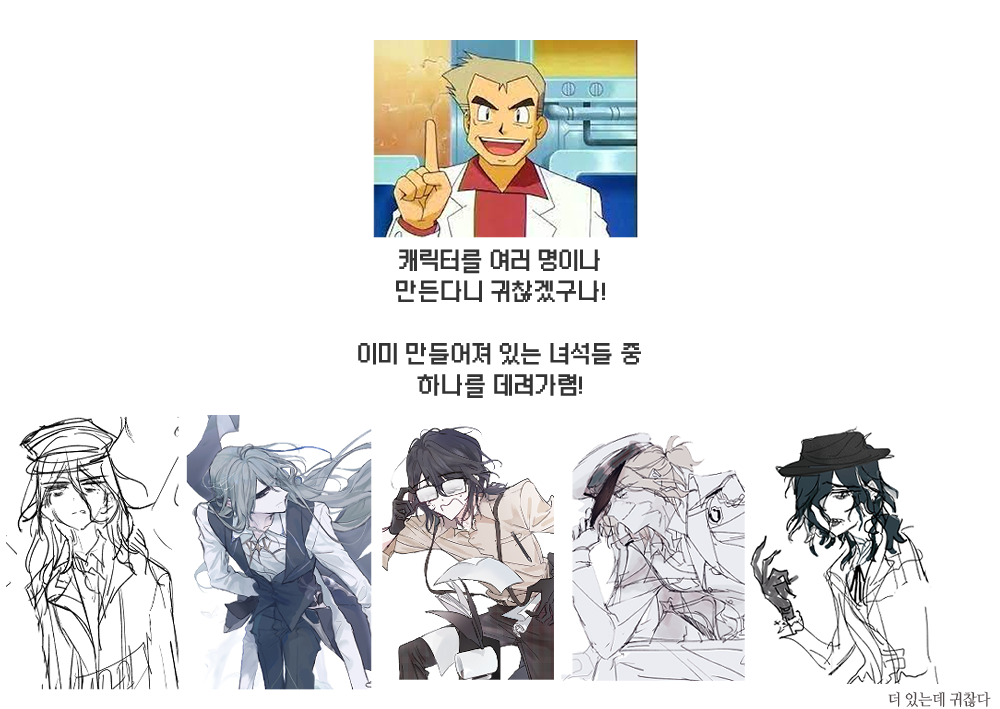 캐릭터를 여러 명이나
만든다니 귀찮겠구나!
이미 만들어져 있는 녀석들 중
하나를 데려가렴!
더 있는데 귀찮다